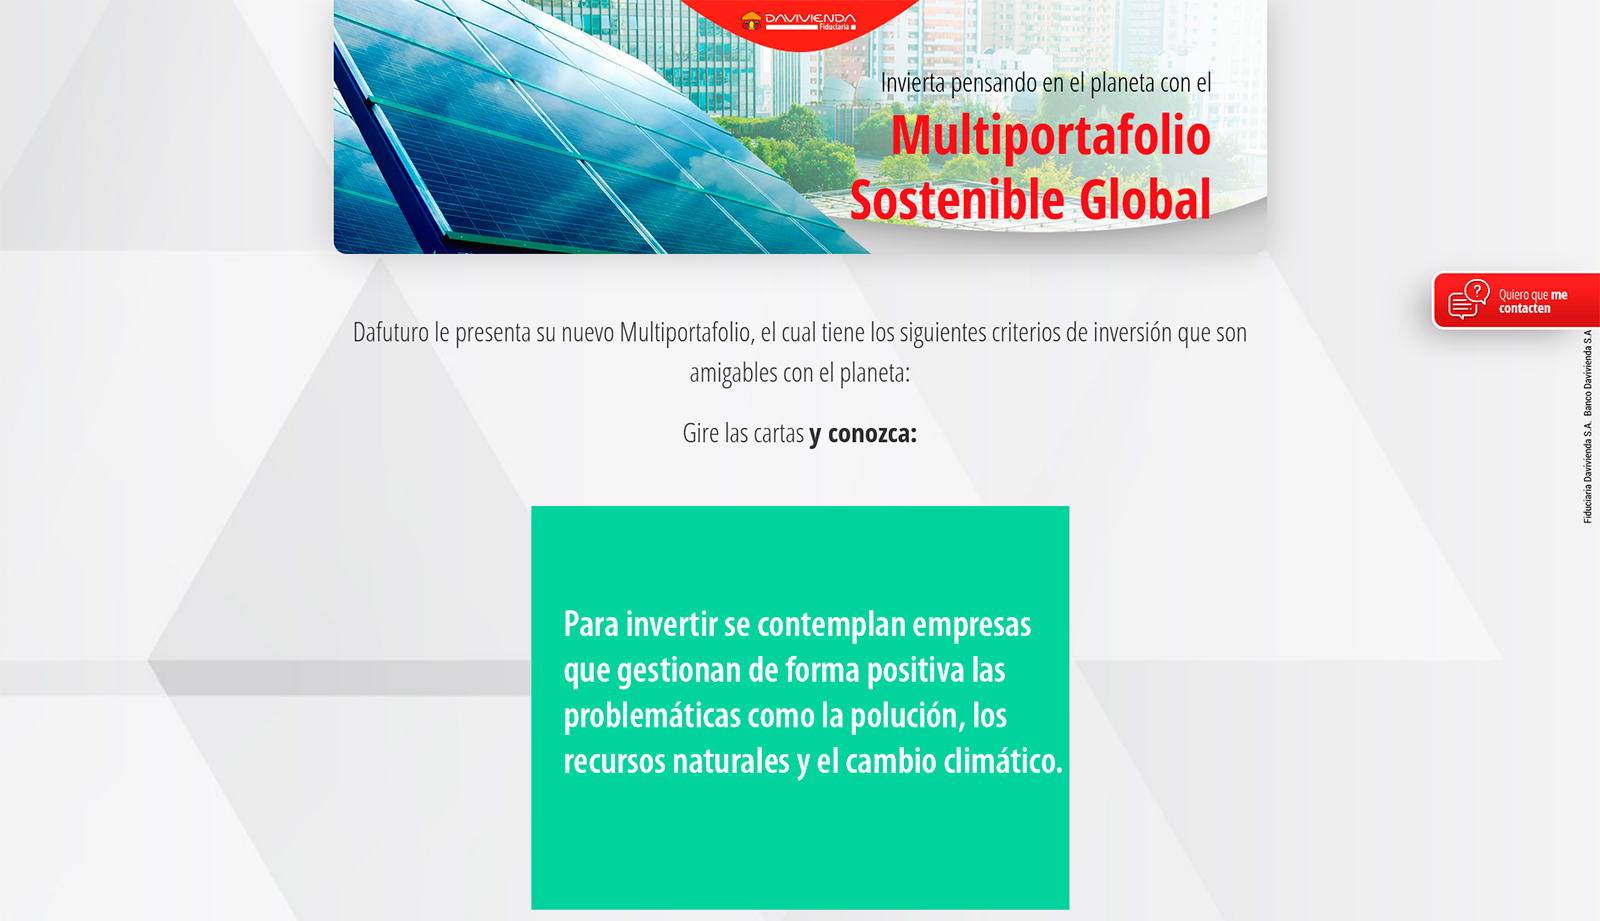 DAVIVIENDA
Fiduciaria
Invierta pensando en el planeta con el
Multiportafolio
Sostenible Global
Quiero que me
contacten
Dafuturo le presenta su nuevo Multiportafolio, el cual tiene los siguientes criterios de inversión que son
amigables con el planeta:
Gire las cartas y conozca:
Fiduciaria Davivienda S.A. Banco Davivienda S.A
Para invertir se contemplan empresas
que gestionan de forma positiva las
problemáticas como la polución, los
recursos naturales y el cambio climático.